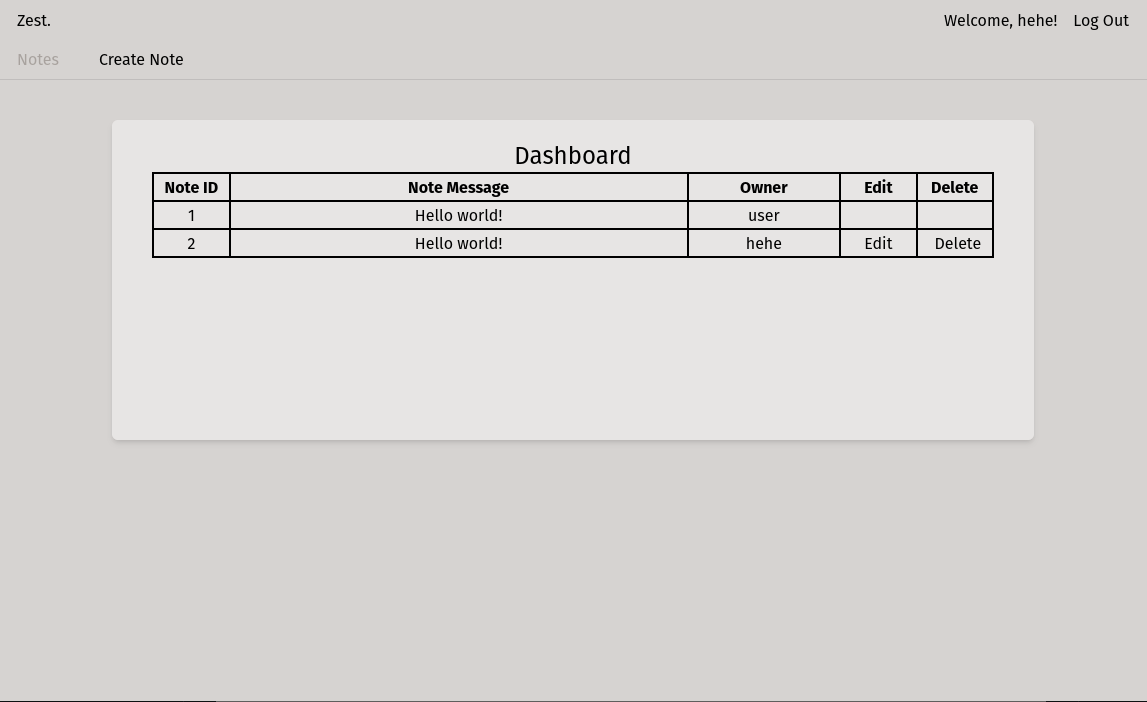 Zest. Welcome, hehe! Log Out
Notes Create Note
Dashboard
Note ID Note Message Owner Edit Delete
1 Hello world! user
2 Hello world! hehe Edit Delete